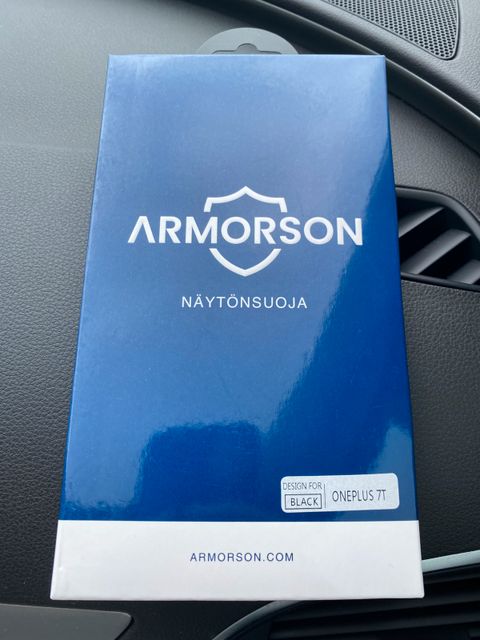 ARMORSON
NÄYTÖNSUOJA
DESIGN FOR
BLACK
ONEPLUS 7T
ARMORSON.COM